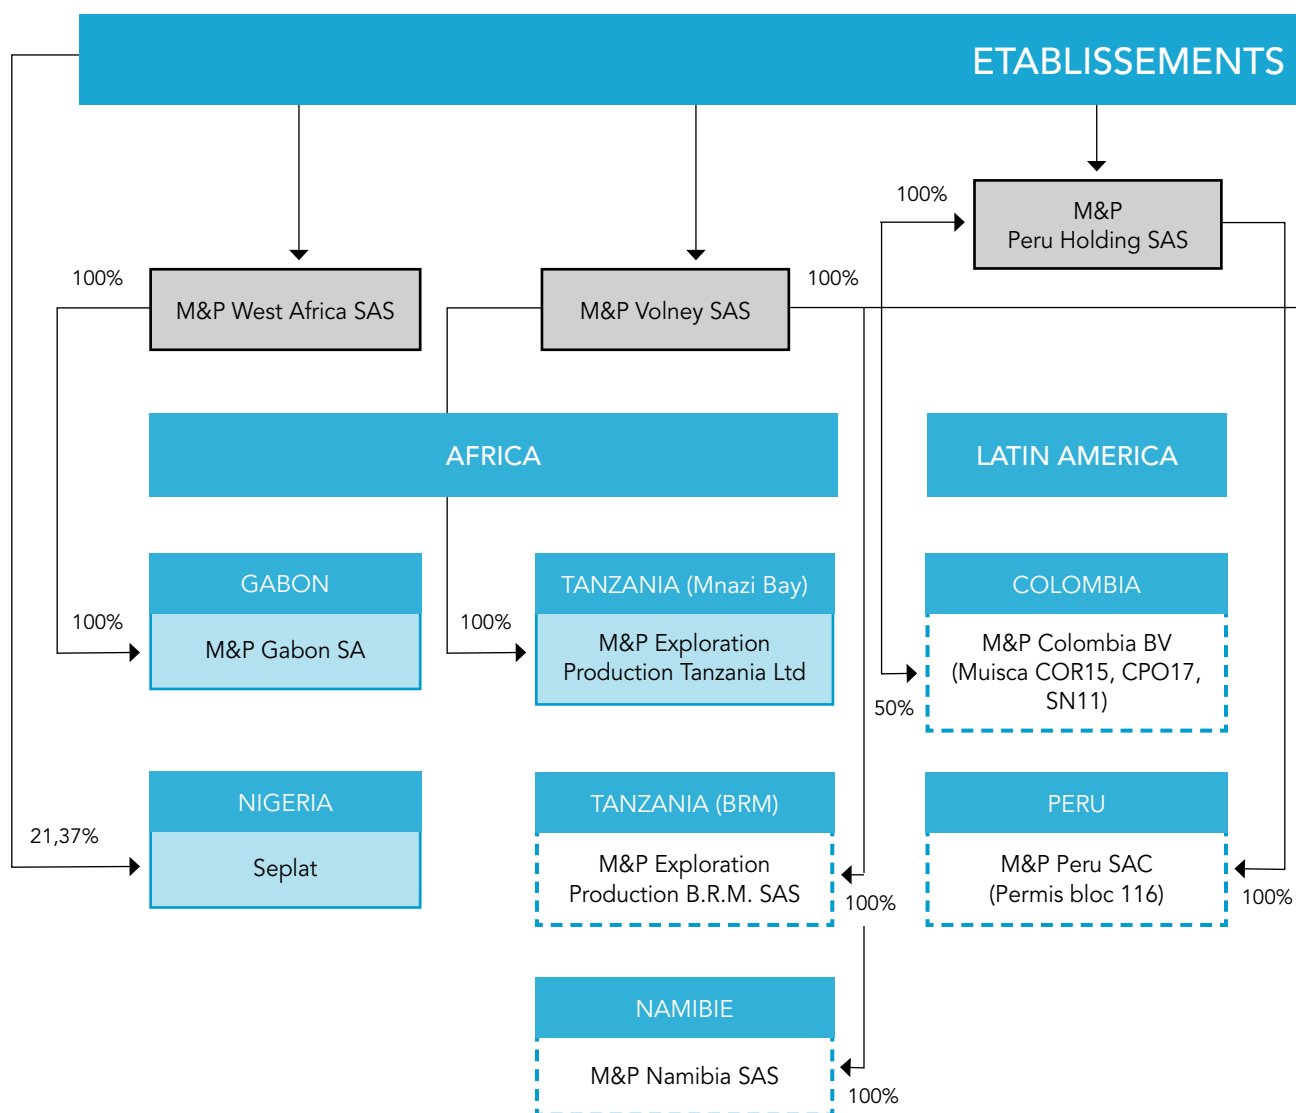 ETABLISSEMENTS
100%
M&P
Peru Holding SAS
100%
M&P West Africa SAS
M&P Volney SAS
100%
AFRICA
LATIN AMERICA
GABON
100%
M&P Gabon SA
TANZANIA (Mnazi Bay)
100%
M&P Exploration
Production Tanzania Ltd
COLOMBIA
M&P Colombia BV
(Muisca COR15, CPO17,
SN11)
50%
NIGERIA
21,37%
Seplat
TANZANIA (BRM)
M&P Exploration
Production B.R.M. SAS
100%
PERU
M&P Peru SAC
(Permis bloc 116)
100%
NAMIBIE
M&P Namibia SAS
100%